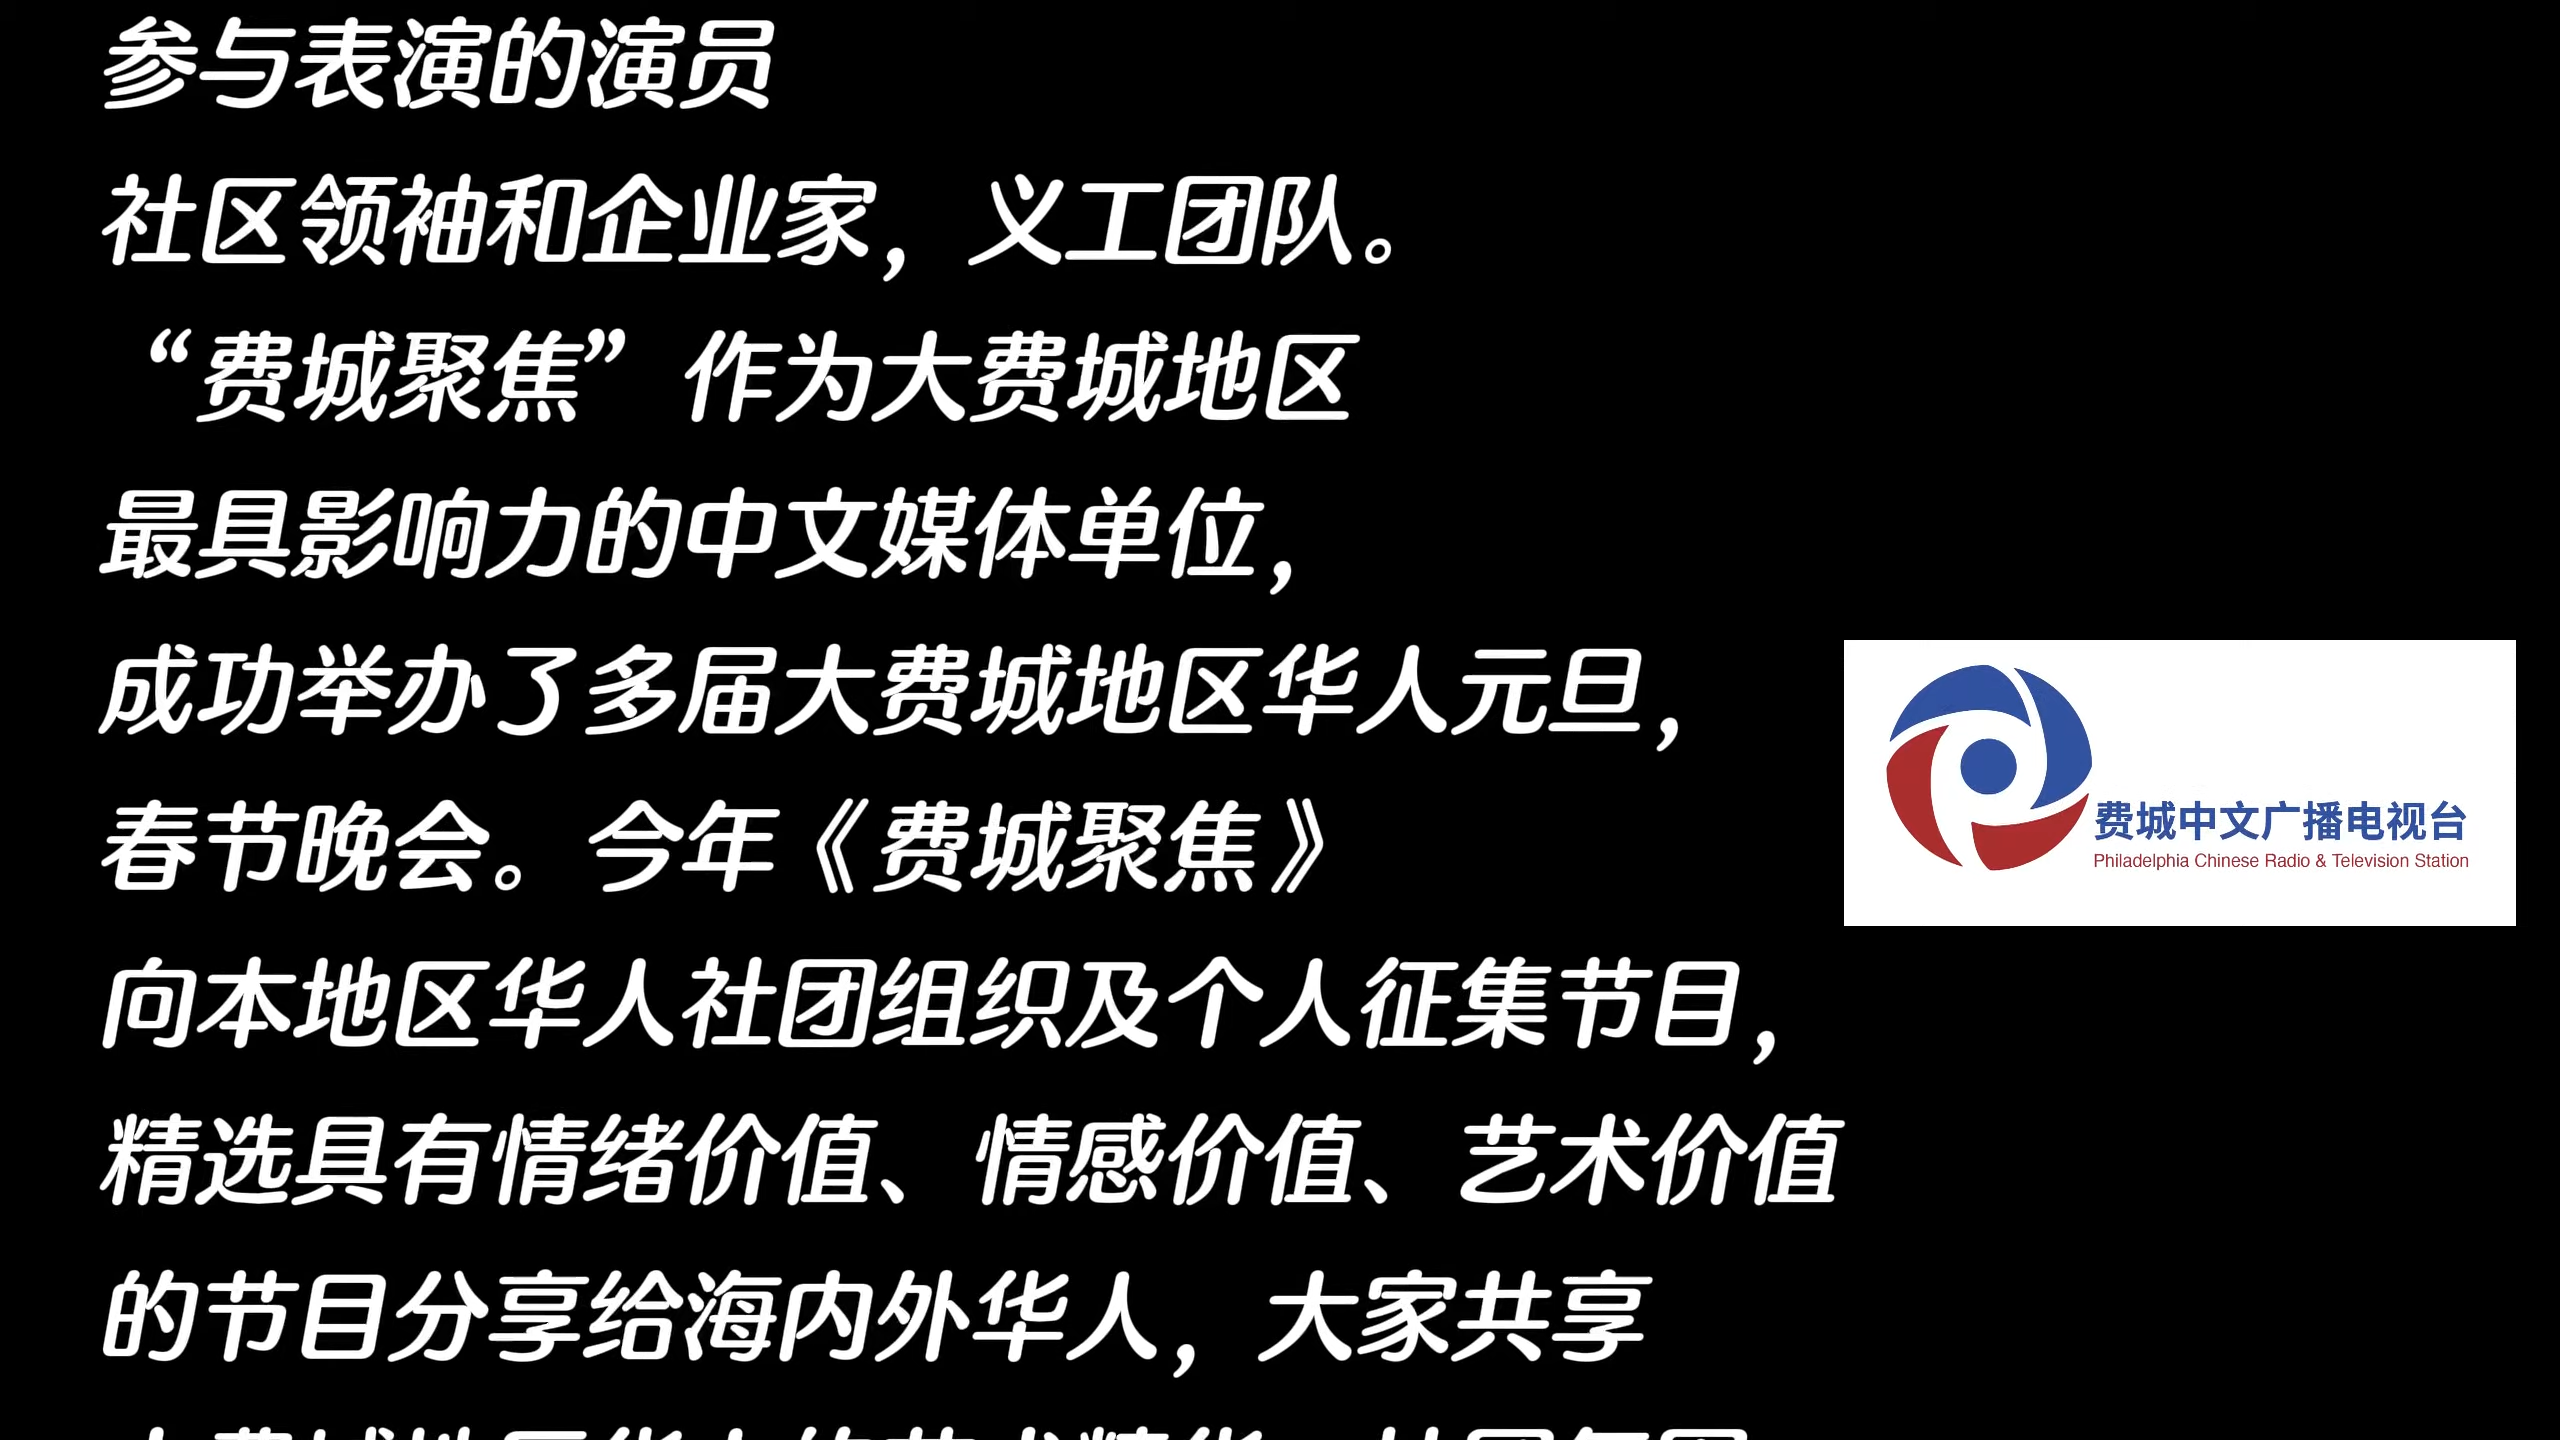 参与表演的演员
社区领袖和企业家，义工团队。
“费城聚焦”作为大费城地区
最具影响力的中文媒体单位，
成功举办了多届大费城地区华人元旦，
春节晚会。今年《费城聚焦》
向本地区华人社团组织及个人征集节目，
精选具有情绪价值、情感价值、艺术价值
的节目分享给海内外华人，大家共享
费城中文广播电视台
Philadelphia Chinese Radio & Television Station